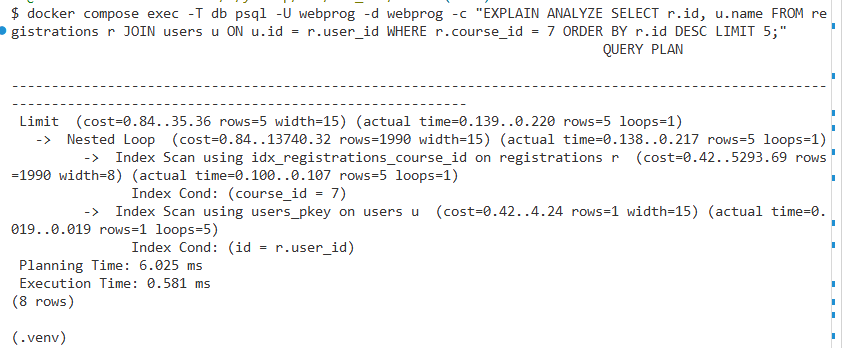 $ docker compose exec -T db psql -U webprog -d webprog -c "EXPLAIN ANALYZE SELECT r.id, u.name FROM re
gistrations r JOIN users u ON u.id = r.user_id WHERE r.course_id = 7 ORDER BY r.id DESC LIMIT 5;"
QUERY PLAN
------------------------------------------------------------------------------------------------------
---------------------------------------------------------
Limit  (cost=0.84..35.36 rows=5 width=15) (actual time=0.139..0.220 rows=5 loops=1)
->  Nested Loop  (cost=0.84..13740.32 rows=1990 width=15) (actual time=0.138..0.217 rows=5 loops=1)
->  Index Scan using idx_registrations_course_id on registrations r  (cost=0.42..5293.69 rows
=1990 width=8) (actual time=0.100..0.107 rows=5 loops=1)
Index Cond: (course_id = 7)
->  Index Scan using users_pkey on users u  (cost=0.42..4.24 rows=1 width=15) (actual time=0.
019..0.019 rows=1 loops=5)
Index Cond: (id = r.user_id)
Planning Time: 6.025 ms
Execution Time: 0.581 ms
(8 rows)
(.venv)